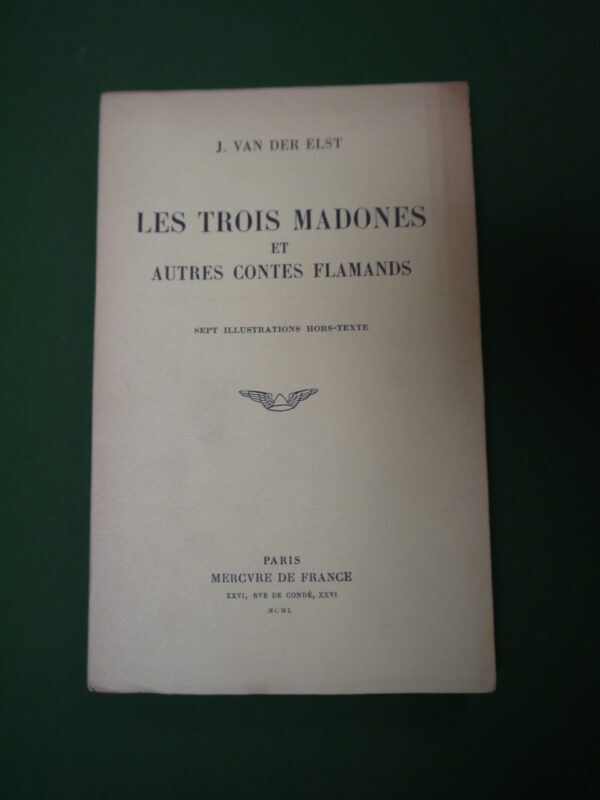 J. VAN DER ELST
LES TROIS MADONES
ET
AUTRES CONTES FLAMANDS
SEPT ILLUSTRATIONS HORS-TEXTE
PARIS
MERCVRE DE FRANCE
XXVI, RVE DE CONDÉ, XXVI
MCML